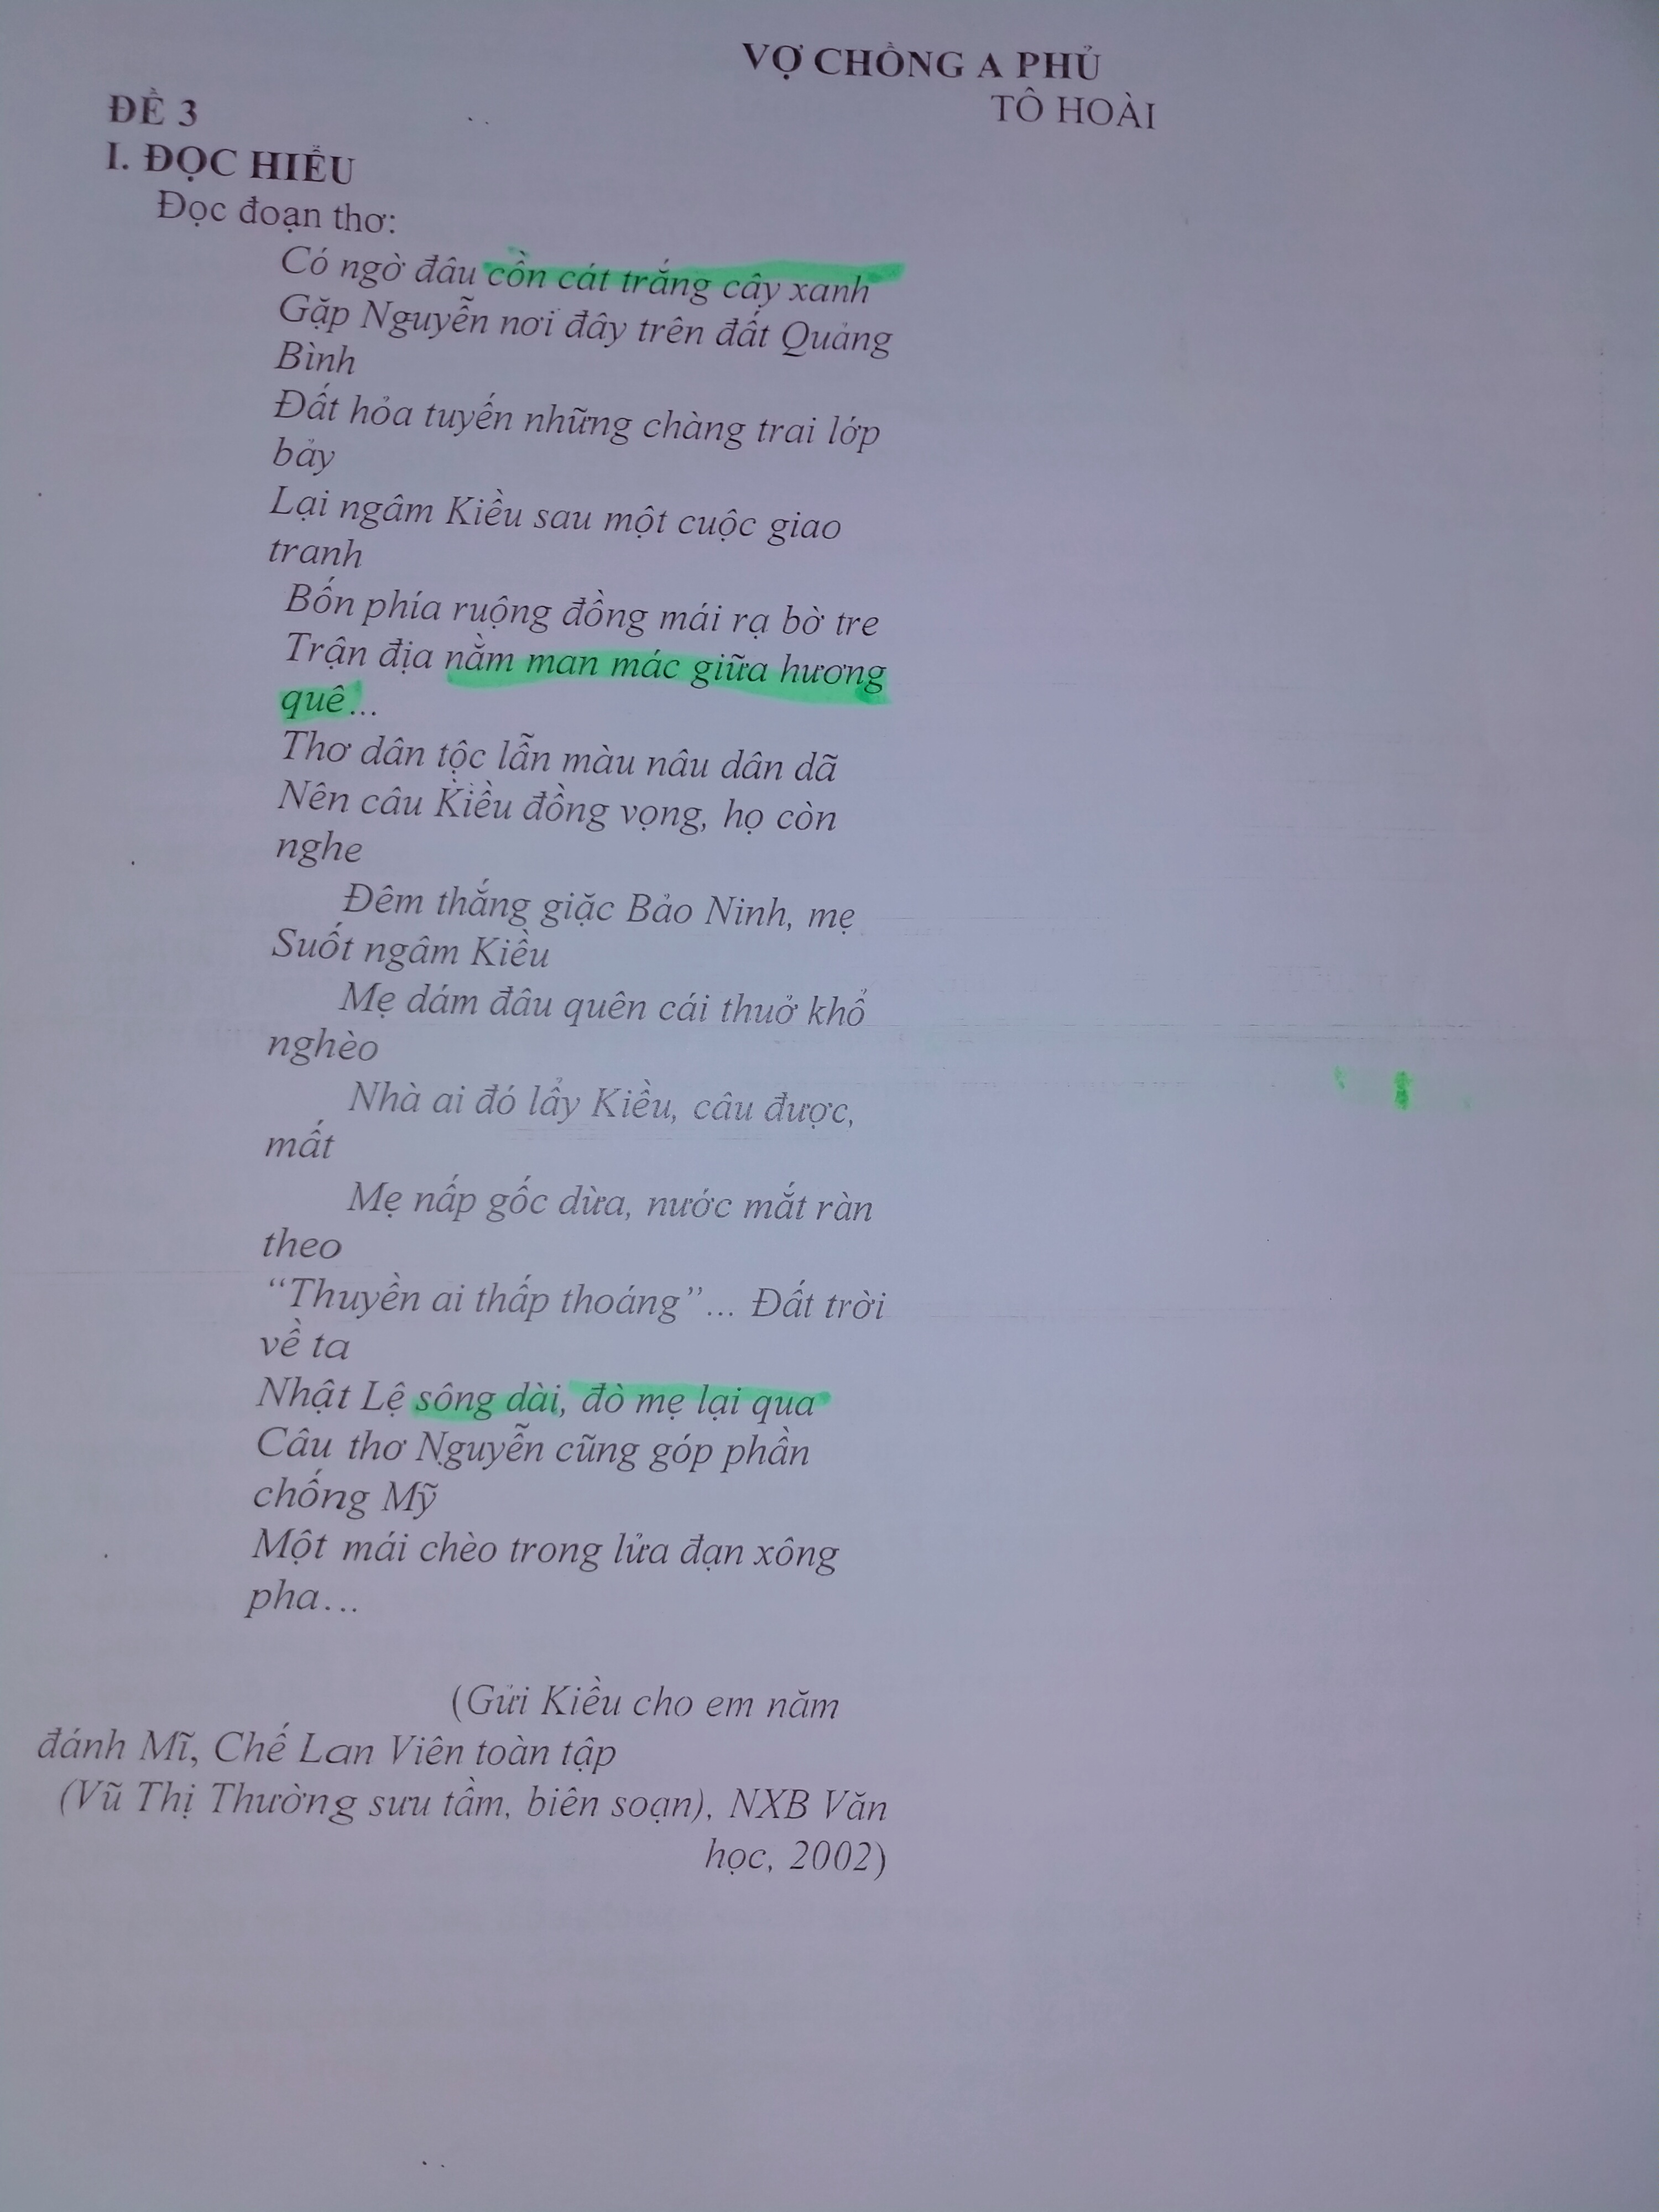 VỢ CHỒNG A PHỦ
TÔ HOÀI
ĐỀ 3
I. ĐỌC HIỂU
Đọc đoạn thơ:
Có ngờ đâu cồn cát trắng cây xanh
Gặp Nguyễn nơi đây trên đất Quảng
Bình
Đất hỏa tuyến những chàng trai lớp
bảy
Lại ngâm Kiều sau một cuộc giao
tranh
Bốn phía ruộng đồng mái rạ bờ tre
Trận địa nằm man mác giữa hương
quê...
Thơ dân tộc lẫn màu nâu dân dã
Nên câu Kiều đồng vọng, họ còn
nghe
Đêm thắng giặc Bảo Ninh, mẹ
Suốt ngâm Kiều
Mẹ dám đâu quên cái thuở khổ
nghèo
Nhà ai đó lẩy Kiều, câu được,
mất
Mẹ nấp gốc dừa, nước mắt ràn
theo
“Thuyền ai thấp thoáng”... Đất trời
về ta
Nhật Lệ sông dài, đò mẹ lại qua
Câu thơ Nguyễn cũng góp phần
chống Mỹ
Một mái chèo trong lửa đạn xông
pha...
(Gửi Kiều cho em năm
đánh Mĩ, Chế Lan Viên toàn tập
(Vũ Thị Thường sưu tầm, biên soạn), NXB Văn
học, 2002)